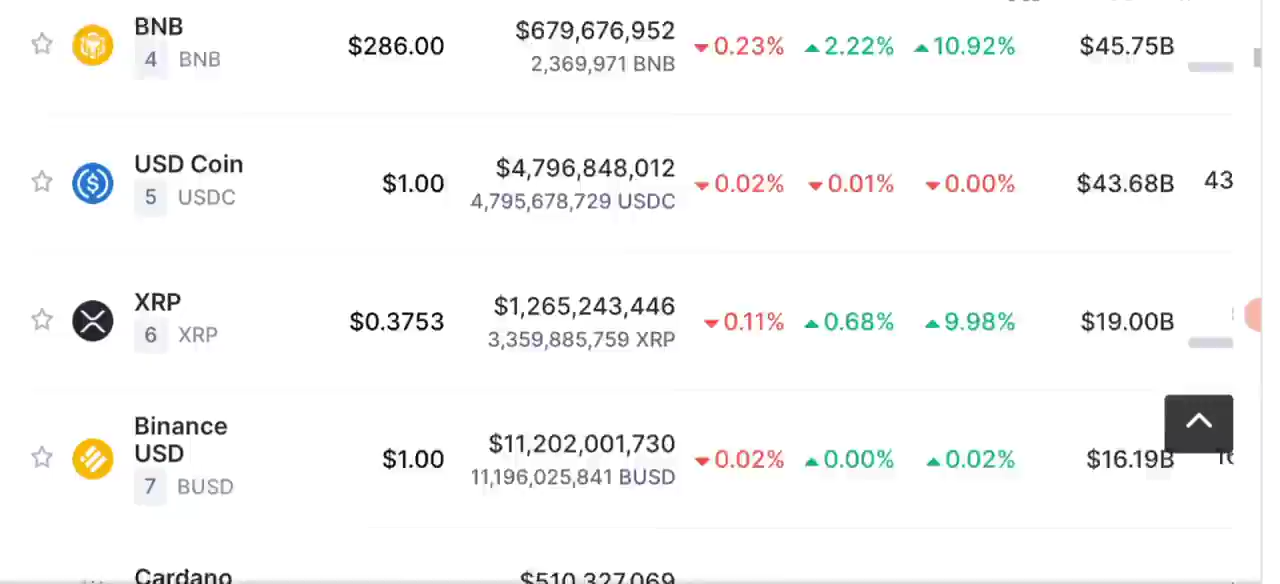 BNB
4 BNB
$286.00
$679,676,952
2,369,971 BNB
0.23% 2.22% 10.92%
$45.75B
USD Coin
5 USDC
$1.00
$4,796,848,012
4,795,678,729 USDC
0.02% 0.01% 0.00%
$43.68B
43
XRP
6 XRP
$0.3753
$1,265,243,446
3,359,885,759 XRP
0.11% 0.68% 9.98%
$19.00B
Binance
USD
7 BUSD
$1.00
$11,202,001,730
11,196,025,841 BUSD
0.02% 0.00% 0.02%
$16.19B
Cardano
$510,327,069